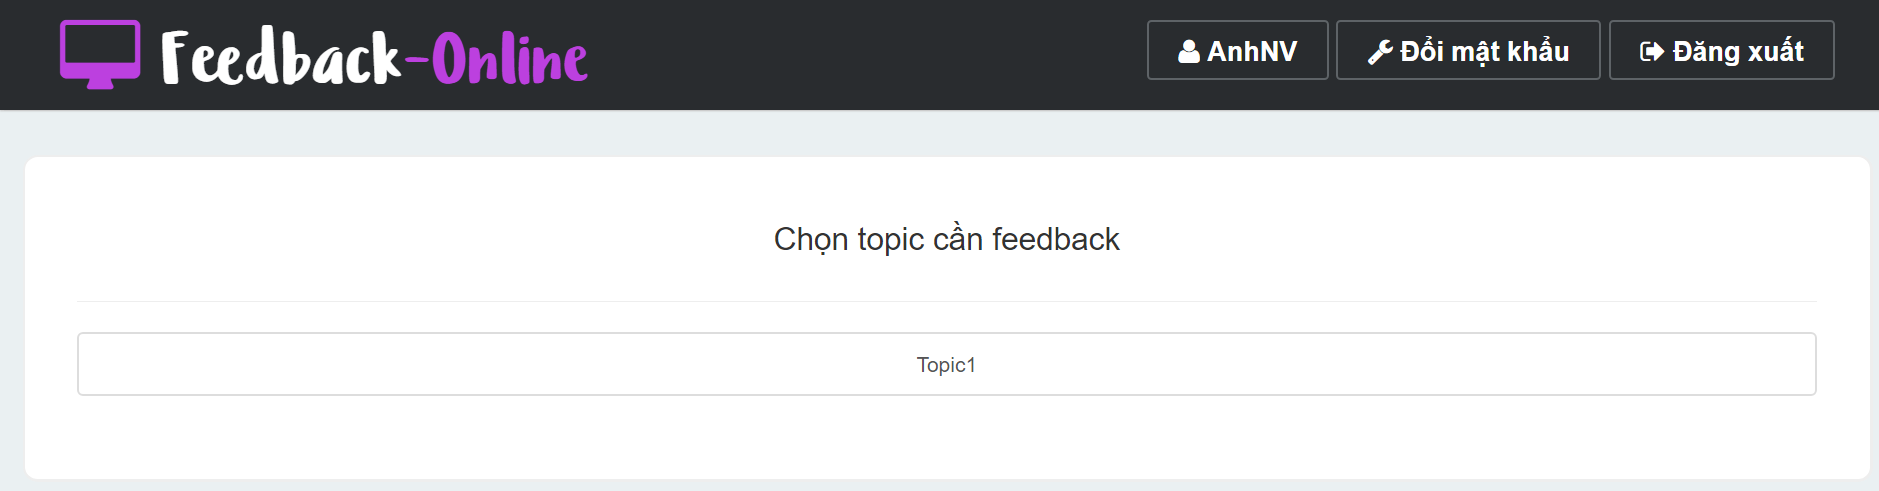 Feedback-Online
AnhNV
Đổi mật khẩu
Đăng xuất
Chọn topic cần feedback
Topic1